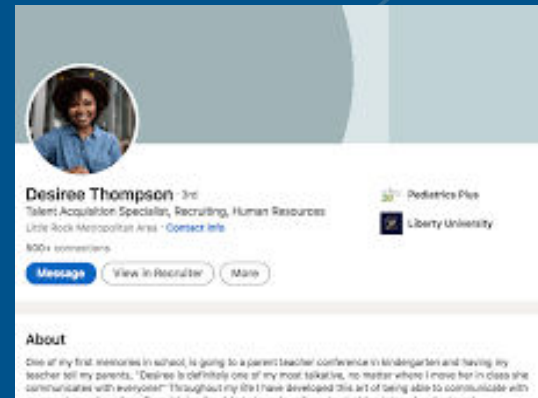 Desiree Thompson · 3rd
Talent Acquisition Specialist, Recruiting, Human Resources
Little Rock Metropolitan Area · Contact info
500+ connections
Message
View in Recruiter
More
Pediatrics Plus
Liberty University
About
One of my first memories in school, is going to a parent teacher conference in kindergarten and having my
teacher tell my parents, "Desiree is definitely one of my most talkative, no matter where I move her in class she
communicates with everyone!" Throughout my life I have developed this art of being able to communicate with